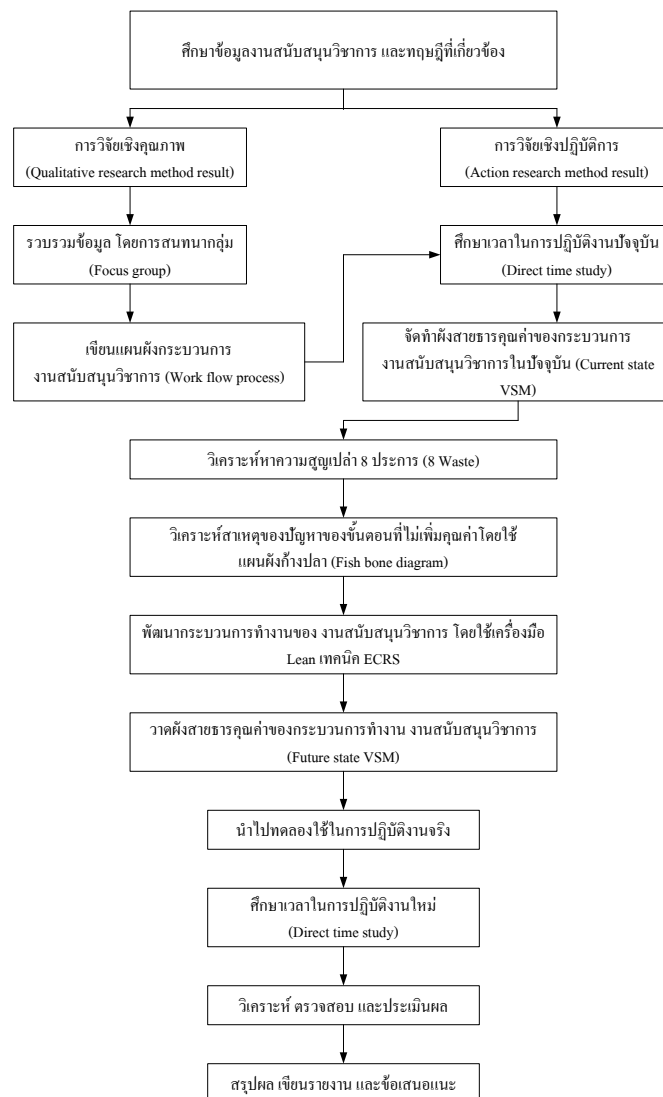 ศึกษาข้อมูลงานสนับสนุนวิชาการ และทฤษฎีที่เกี่ยวข้อง
การวิจัยเชิงคุณภาพ
(Qualitative research method result)
การวิจัยเชิงปฏิบัติการ
(Action research method result)
รวบรวมข้อมูล โดยการสนทนากลุ่ม
(Focus group)
ศึกษาเวลาในการปฏิบัติงานปัจจุบัน
(Direct time study)
เขียนแผนผังกระบวนการ
งานสนับสนุนวิชาการ (Work flow process)
จัดทำผังสายธารคุณค่าของกระบวนการ
งานสนับสนุนวิชาการในปัจจุบัน (Current state
VSM)
วิเคราะห์หาความสูญเปล่า 8 ประการ (8 Waste)
วิเคราะห์สาเหตุของปัญหาของขั้นตอนที่ไม่เพิ่มคุณค่าโดยใช้
แผนผังก้างปลา (Fish bone diagram)
พัฒนากระบวนการทำงานของ งานสนับสนุนวิชาการ โดยใช้เครื่องมือ
Lean เทคนิค ECRS
วาดผังสายธารคุณค่าของกระบวนการทำงาน งานสนับสนุนวิชาการ
(Future state VSM)
นำไปทดลองใช้ในการปฏิบัติงานจริง
ศึกษาเวลาในการปฏิบัติงานใหม่
(Direct time study)
วิเคราะห์ ตรวจสอบ และประเมินผล
สรุปผล เขียนรายงาน และข้อเสนอแนะ